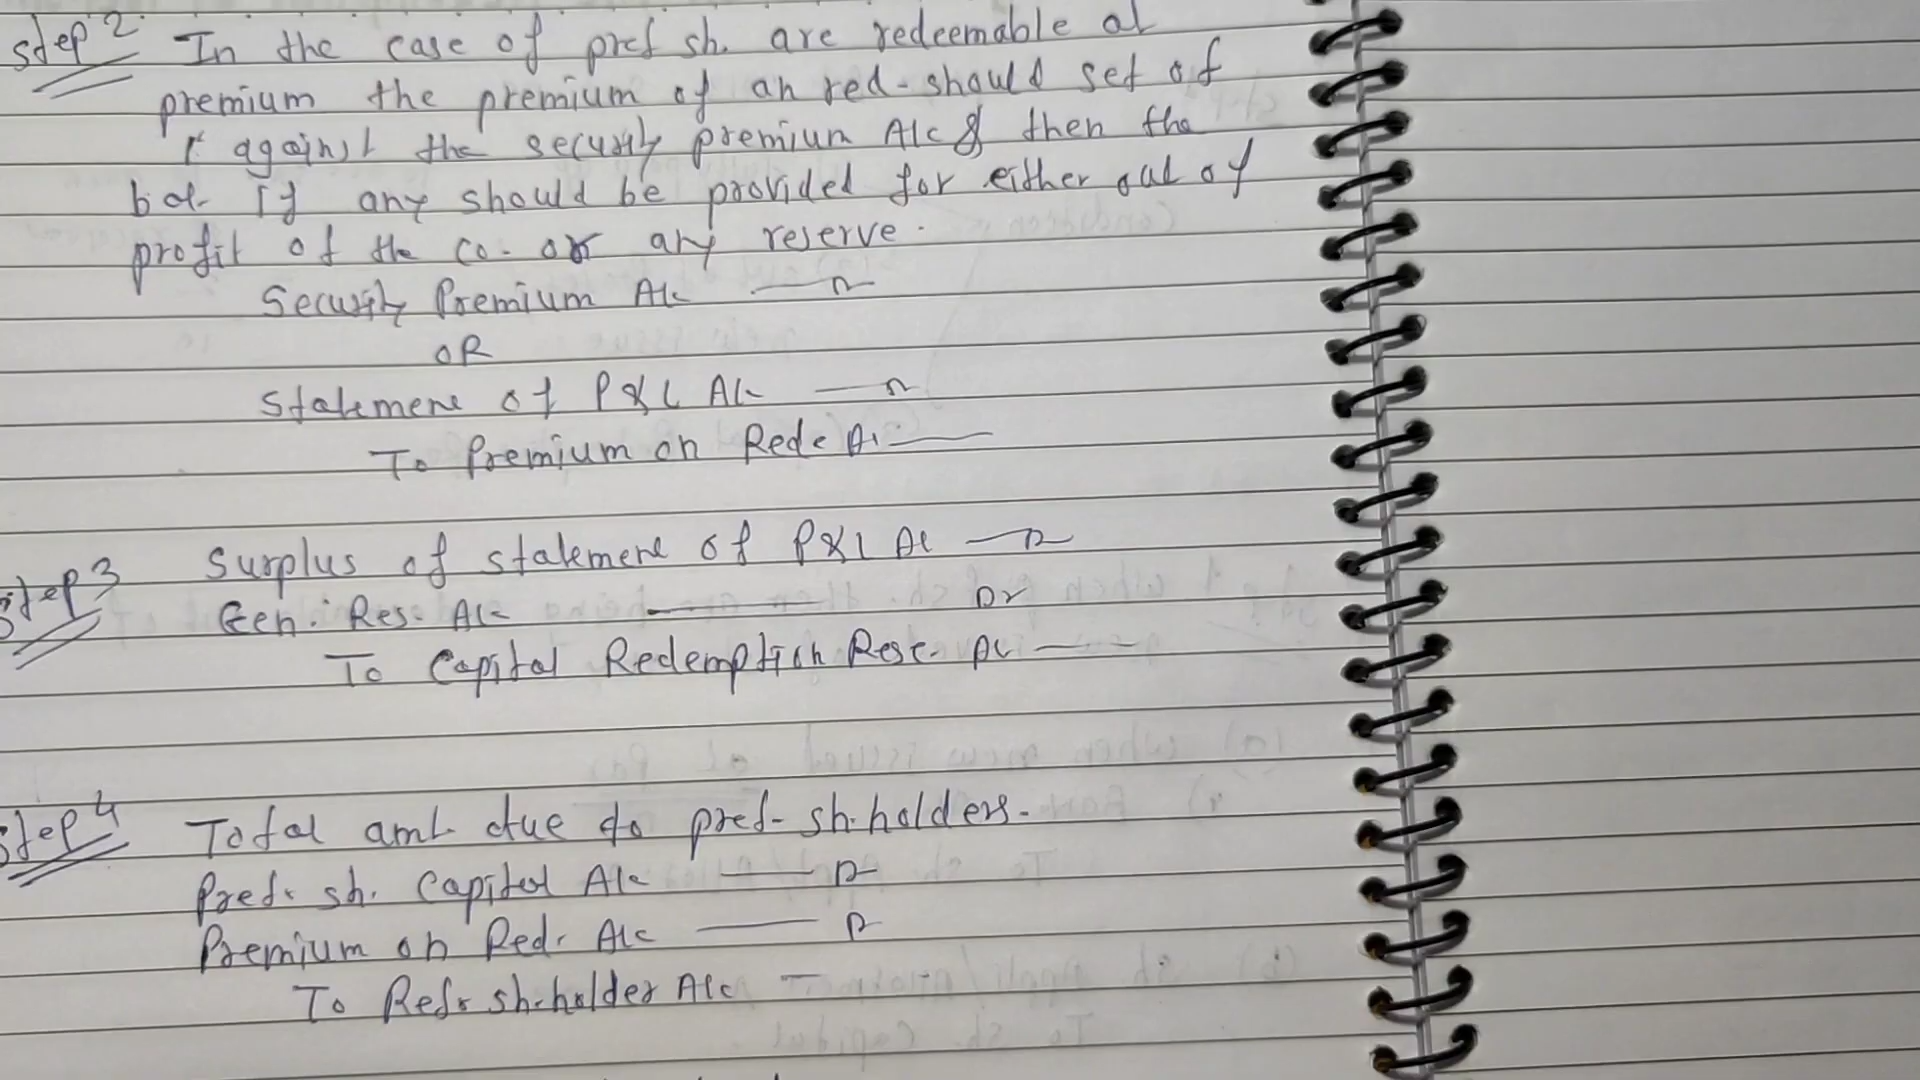 step 2 In the case of pref sh. are redeemable at
premium the premium of an red- should set of
against the security premium A/c & then the
bal- If any should be provided for either out of
profit of the co. or any reserve.
Security Premium A/c — Dr
OR
Statement of P&L A/c — Dr
To Premium on Rede A/c —
Step 3 Surplus of statement of P&L A/c — Dr
Gen. Res. A/c — Dr
To Capital Redemption Rese. A/c —
Step 4 Total amt due to pref- sh. holders.
Pref. sh. Capital A/c — Dr
Premium on Red. A/c — Dr
To Pref. sh. holder A/c —